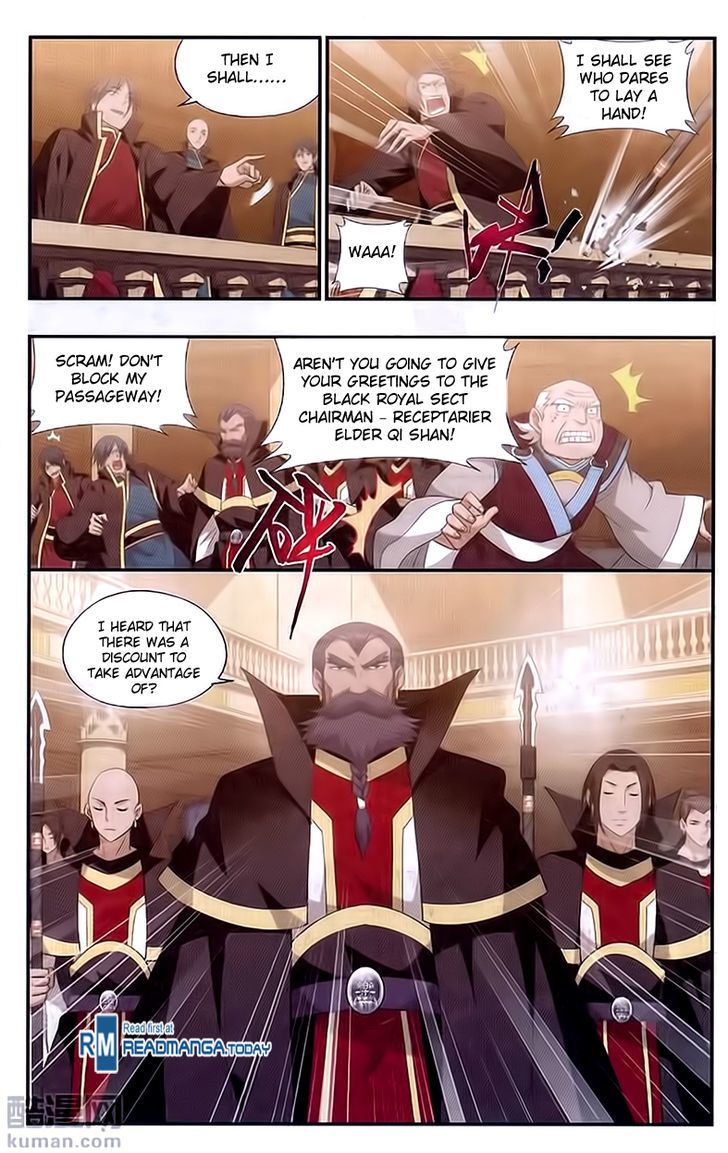 THEN I
SHALL......
I SHALL SEE
WHO DARES
TO LAY A
HAND!
WAAA!
SCRAM! DON'T
BLOCK MY
PASSAGEWAY!
AREN'T YOU GOING TO GIVE
YOUR GREETINGS TO THE
BLACK ROYAL SECT
CHAIRMAN - RECEPTARIER
ELDER QI SHAN!
I HEARD THAT
THERE WAS A
DISCOUNT TO
TAKE ADVANTAGE
OF?
Read first at
RM READMANGA.TODAY
酷漫网
kuman.com